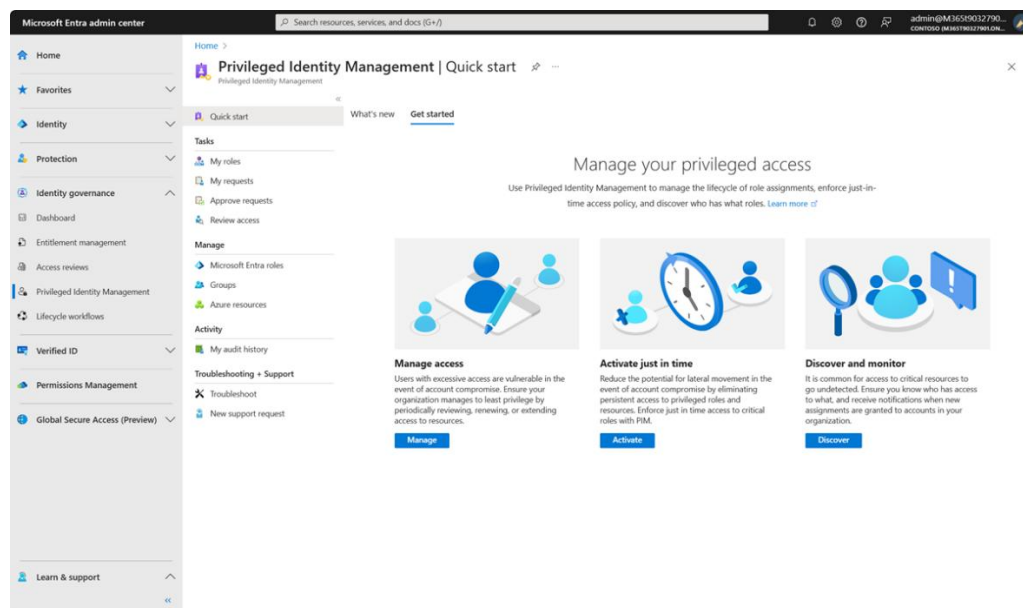 Microsoft Entra admin center
Search resources, services, and docs (G+/)
admin@M365t9032790...
Home
Favorites
Identity
Protection
Identity governance
Dashboard
Entitlement management
Access reviews
Privileged Identity Management
Lifecycle workflows
Verified ID
Permissions Management
Global Secure Access (Preview)
Learn & support
Home >
Privileged Identity Management | Quick start
Privileged Identity Management
Quick start
Tasks
My roles
My requests
Approve requests
Review access
Manage
Microsoft Entra roles
Groups
Azure resources
Activity
My audit history
Troubleshooting + Support
Troubleshoot
New support request
What's new
Get started
Manage your privileged access
Use Privileged Identity Management to manage the lifecycle of role assignments, enforce just-in-
time access policy, and discover who has what roles. Learn more
Manage access
Users with excessive access are vulnerable in the
event of account compromise. Ensure your
organization manages to least privilege by
periodically reviewing, renewing, or extending
access to resources.
Manage
Activate just in time
Reduce the potential for lateral movement in the
event of account compromise by eliminating
persistent access to privileged roles and
resources. Enforce just in time access to critical
roles with PIM.
Activate
Discover and monitor
It is common for access to critical resources to
go undetected. Ensure you know who has access
to what, and receive notifications when new
assignments are granted to accounts in your
organization.
Discover